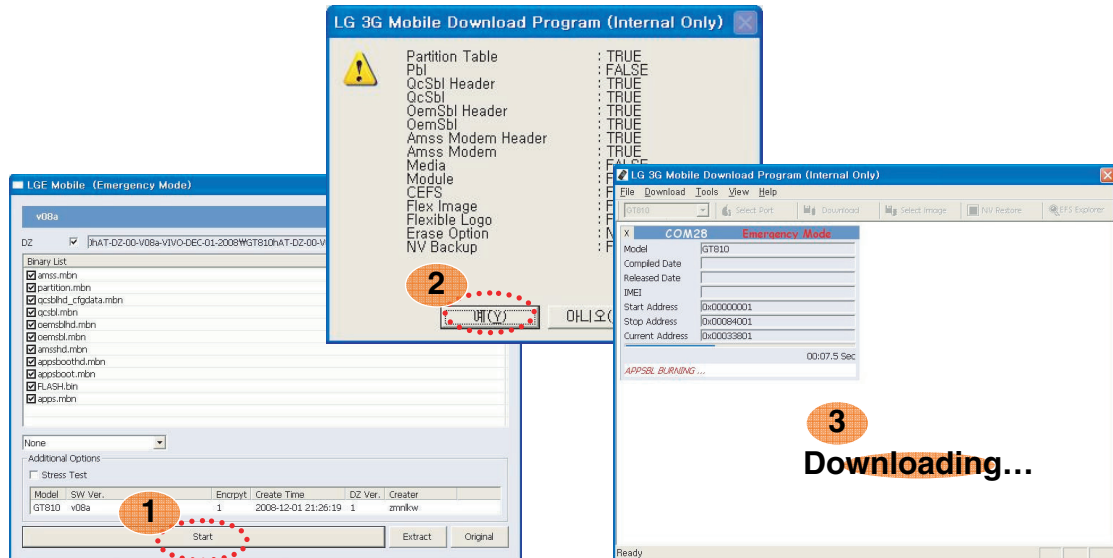 LG 3G Mobile Download Program (Internal Only)
Partition Table : TRUE
Pbl : FALSE
QcSbl Header : TRUE
QcSbl : TRUE
OemSbl Header : TRUE
OemSbl : TRUE
Amss Modem Header : TRUE
Amss Modem : TRUE
Media : FALSE
Module : F
CEFS : F
Flex Image : F
Flexible Logo : F
Erase Option : N
NV Backup : F
2
예(Y)
아니오(
LGE Mobile (Emergency Mode)
v08a
DZ
Binary List
amss.mbn
partition.mbn
qcsblhd_cfgdata.mbn
qcsbl.mbn
oemsblhd.mbn
oemsbl.mbn
amsshd.mbn
appsboothd.mbn
appsboot.mbn
FLASH.bin
apps.mbn
None
Additional Options
Stress Test
Model SW Ver. Encrpyt Create Time DZ Ver. Creater
GT810 v08a 1 2008-12-01 21:26:19 1 zmnlkw
1
Start Extract Original
LG 3G Mobile Download Program (Internal Only)
File Download Tools View Help
GT810 Select Port Download Select Image NV Restore EFS Explorer
X COM28 Emergency Mode
Model GT810
Compiled Date
Released Date
IMEI
Start Address 0x00000001
Stop Address 0x00084001
Current Address 0x00033801
00:07.5 Sec
APPSBL BURNING ...
3
Downloading…
Ready